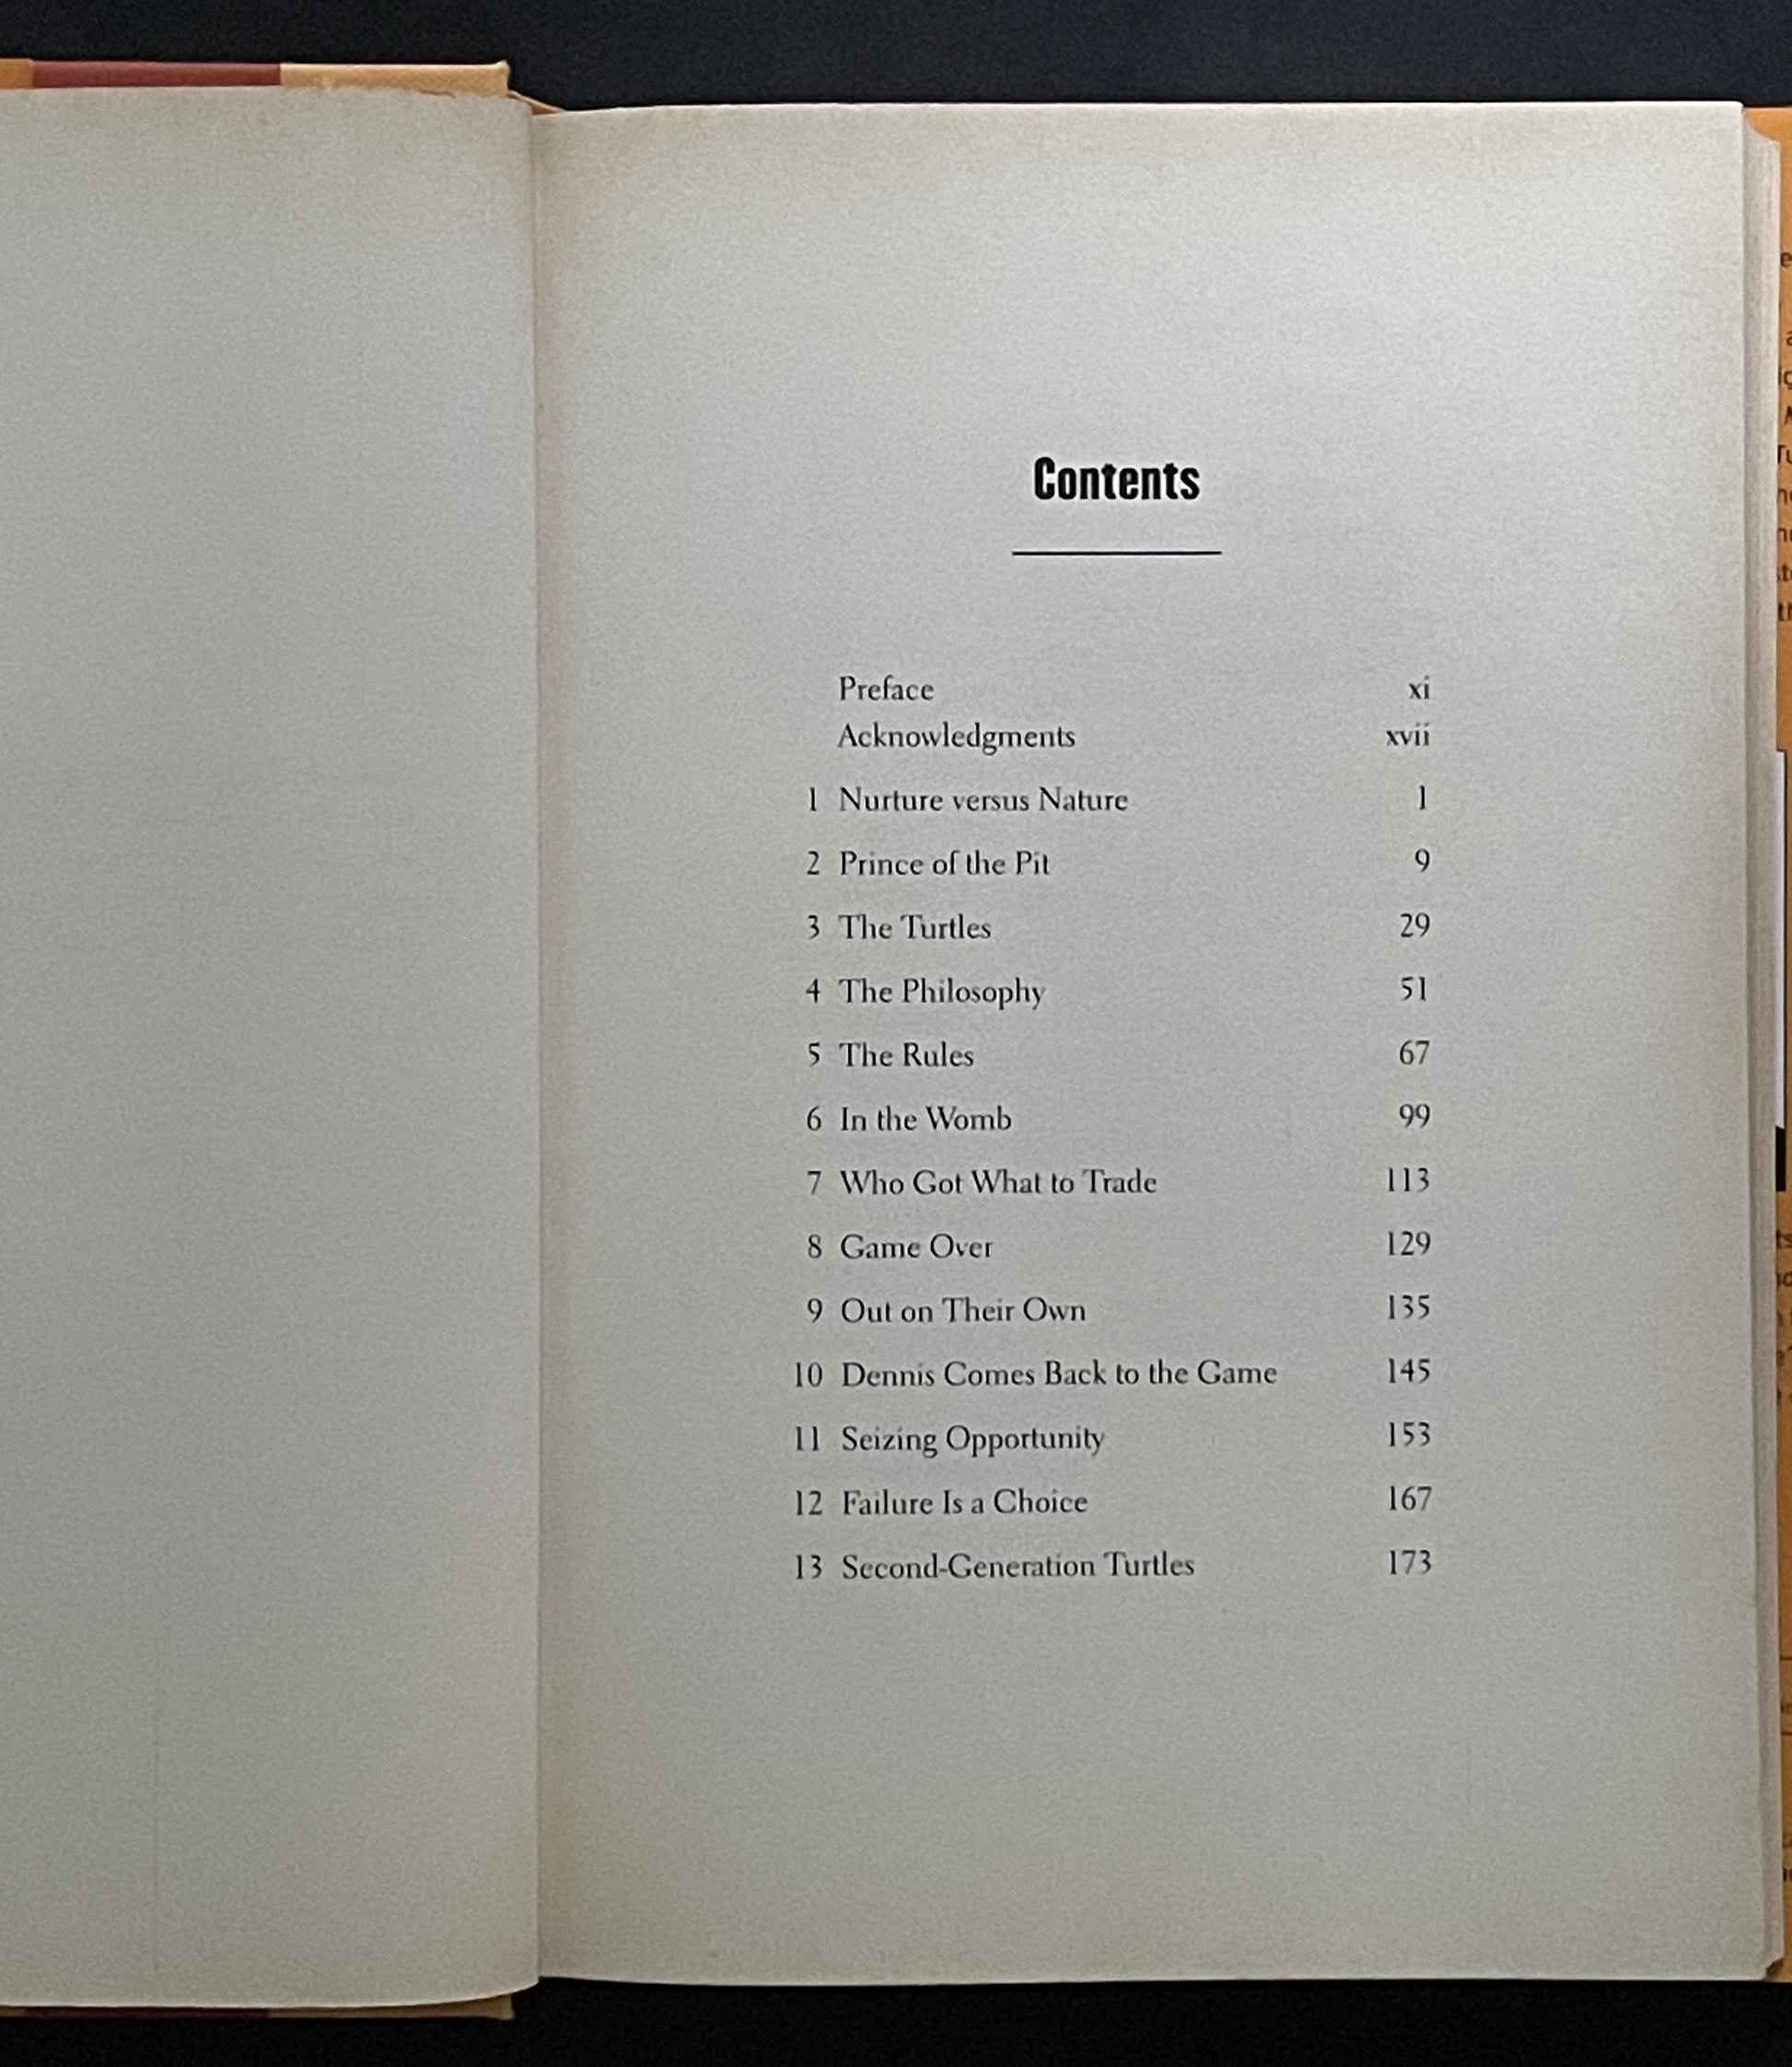 Contents
Preface xi
Acknowledgments xvii
1 Nurture versus Nature 1
2 Prince of the Pit 9
3 The Turtles 29
4 The Philosophy 51
5 The Rules 67
6 In the Womb 99
7 Who Got What to Trade 113
8 Game Over 129
9 Out on Their Own 135
10 Dennis Comes Back to the Game 145
11 Seizing Opportunity 153
12 Failure Is a Choice 167
13 Second-Generation Turtles 173